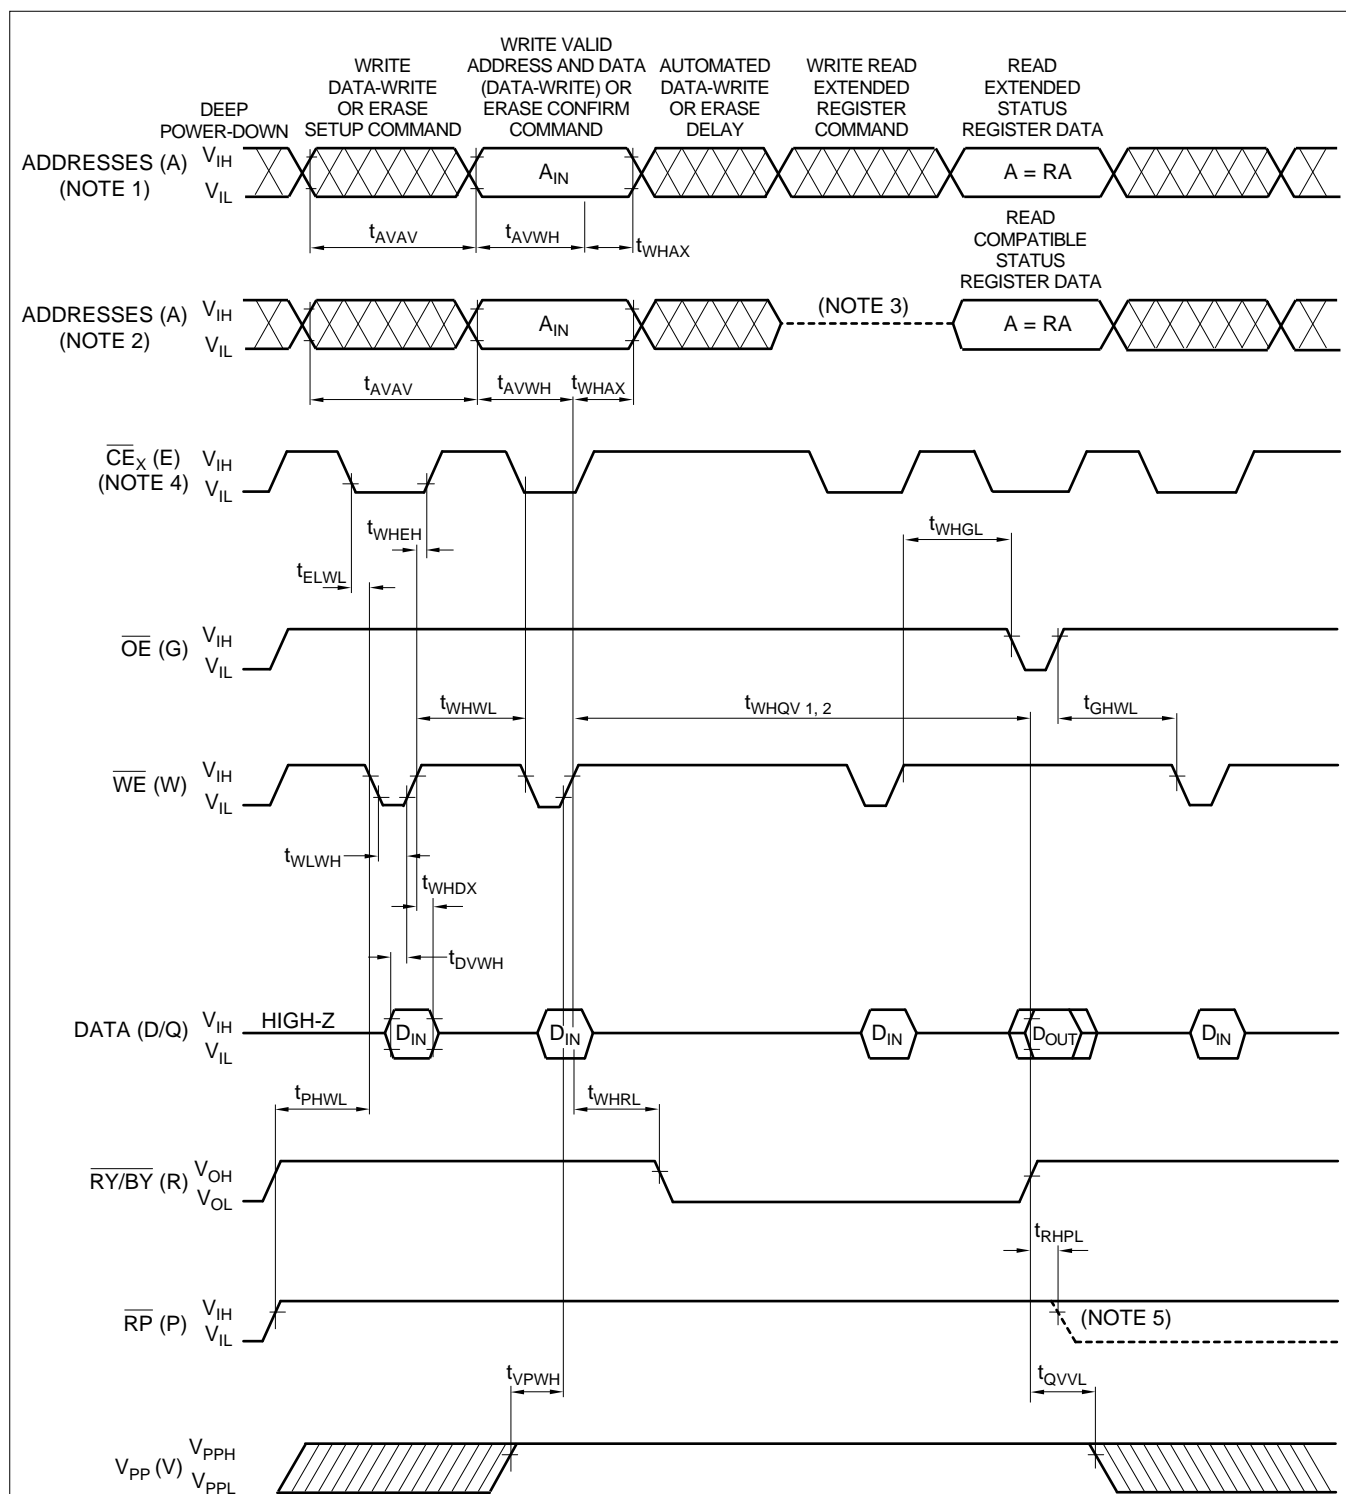 DEEP
POWER-DOWN
WRITE
DATA-WRITE
OR ERASE
SETUP COMMAND
WRITE VALID
ADDRESS AND DATA
(DATA-WRITE) OR
ERASE CONFIRM
COMMAND
AUTOMATED
DATA-WRITE
OR ERASE
DELAY
WRITE READ
EXTENDED
REGISTER
COMMAND
READ
EXTENDED
STATUS
REGISTER DATA
ADDRESSES (A)
(NOTE 1)
VIH
VIL
AIN
A = RA
tAVAV
tAVWH
tWHAX
READ
COMPATIBLE
STATUS
REGISTER DATA
ADDRESSES (A)
(NOTE 2)
VIH
VIL
AIN
(NOTE 3)
A = RA
tAVAV
tAVWH
tWHAX
CEX (E)
(NOTE 4)
VIH
VIL
tWHEH
tWHGL
tELWL
OE (G)
VIH
VIL
tWHWL
tWHQV 1, 2
tGHWL
WE (W)
VIH
VIL
tWLWH
tWHDX
tDVWH
DATA (D/Q)
VIH
VIL
HIGH-Z
DIN
DIN
DIN
DOUT
DIN
tPHWL
tWHRL
RY/BY (R)
VOH
VOL
tRHPL
RP (P)
VIH
VIL
(NOTE 5)
tVPWH
tQVVL
VPP (V)
VPPH
VPPL